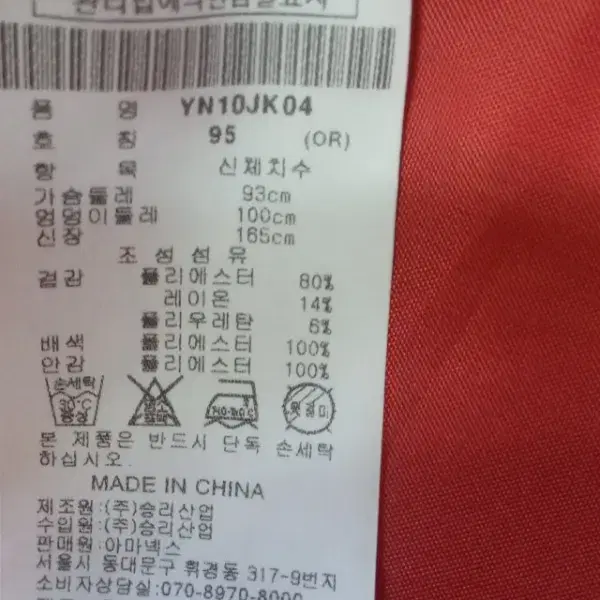 품 명 YN10JK04
호 칭 95 (OR)
항 목 신체치수
가슴둘레 93cm
엉덩이둘레 100cm
신장 165cm
조 성 섬 유
겉감 폴리에스터 80%
레이온 14%
폴리우레탄 6%
배색 폴리에스터 100%
안감 폴리에스터 100%
손세탁
본 제품은 반드시 단독 손세탁
하십시오.
MADE IN CHINA
제조원:(주)승리산업
수입원:(주)승리산업
판매원:아마넥스
서울시 동대문구 휘경동 317-9번지
소비자상담실:070-8970-8000